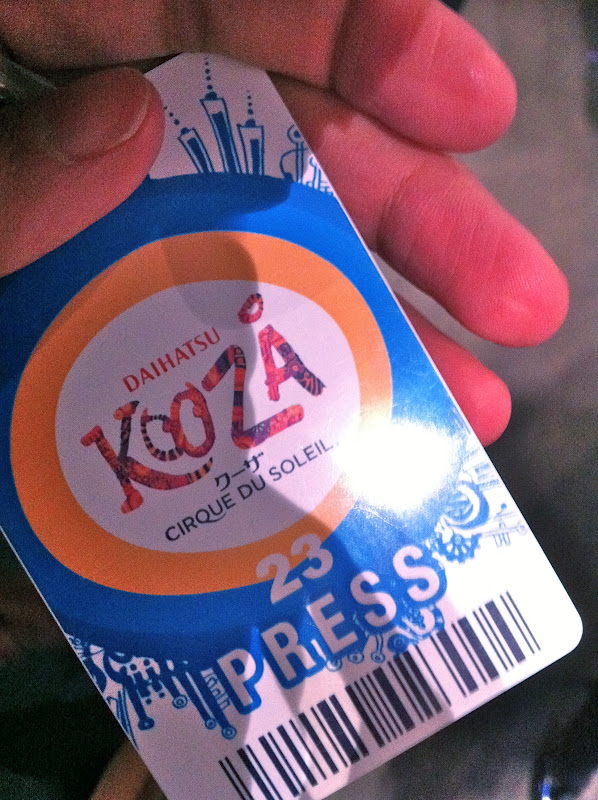 DAIHATSU
KOOZÅ
クーザ
CIRQUE DU SOLEIL.
23
PRESS